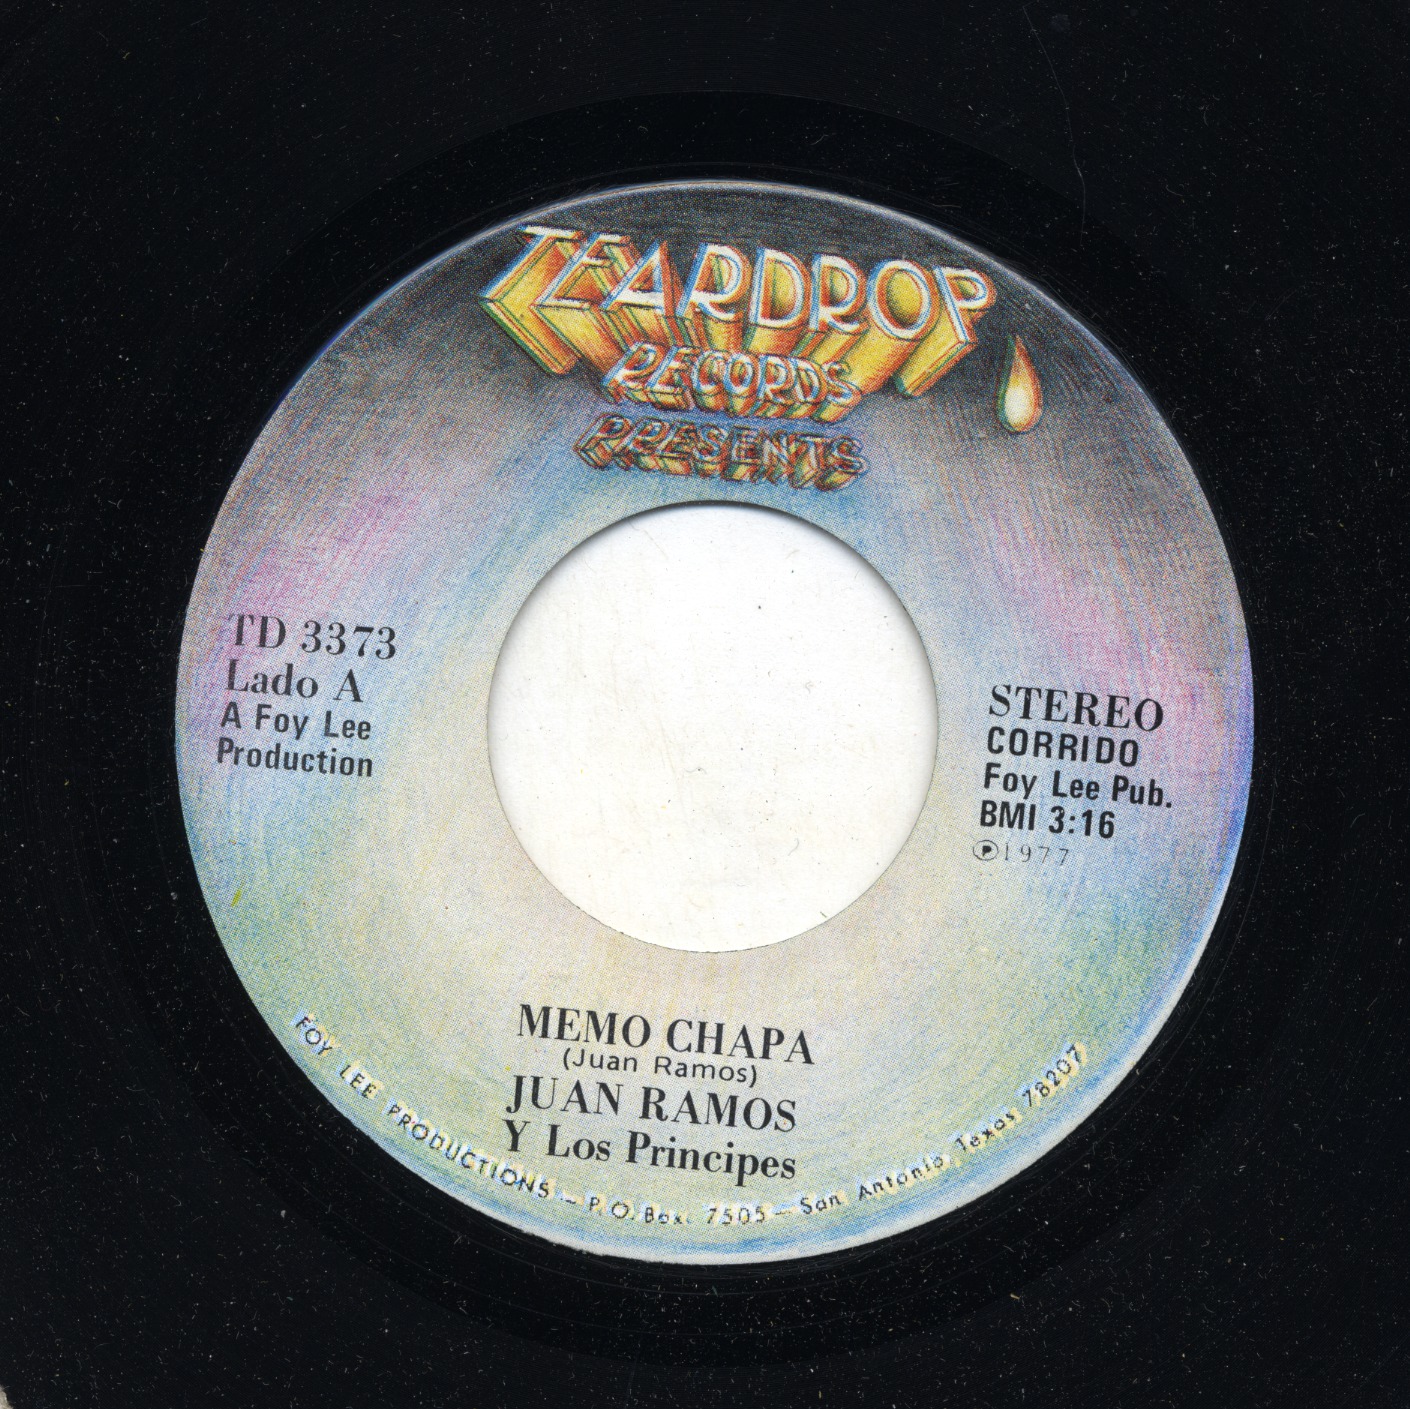 TEARDROP
RECORDS
PRESENTS
TD 3373
Lado A
A Foy Lee
Production
STEREO
CORRIDO
Foy Lee Pub.
BMI 3:16
℗1977
MEMO CHAPA
(Juan Ramos)
JUAN RAMOS
Y Los Principes
FOY LEE PRODUCTIONS — P.O. Box 7505 — San Antonio, Texas 78207